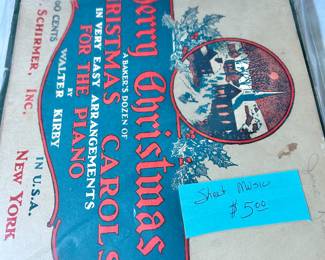 Merry Christmas
A BAKER'S DOZEN OF
CHRISTMAS CAROLS
IN VERY EASY ARRANGEMENTS
FOR THE PIANO
WALTER KIRBY
60 CENTS
IN U.S.A.
SCHIRMER, INC. NEW YORK
Sheet Music
$ 5.00